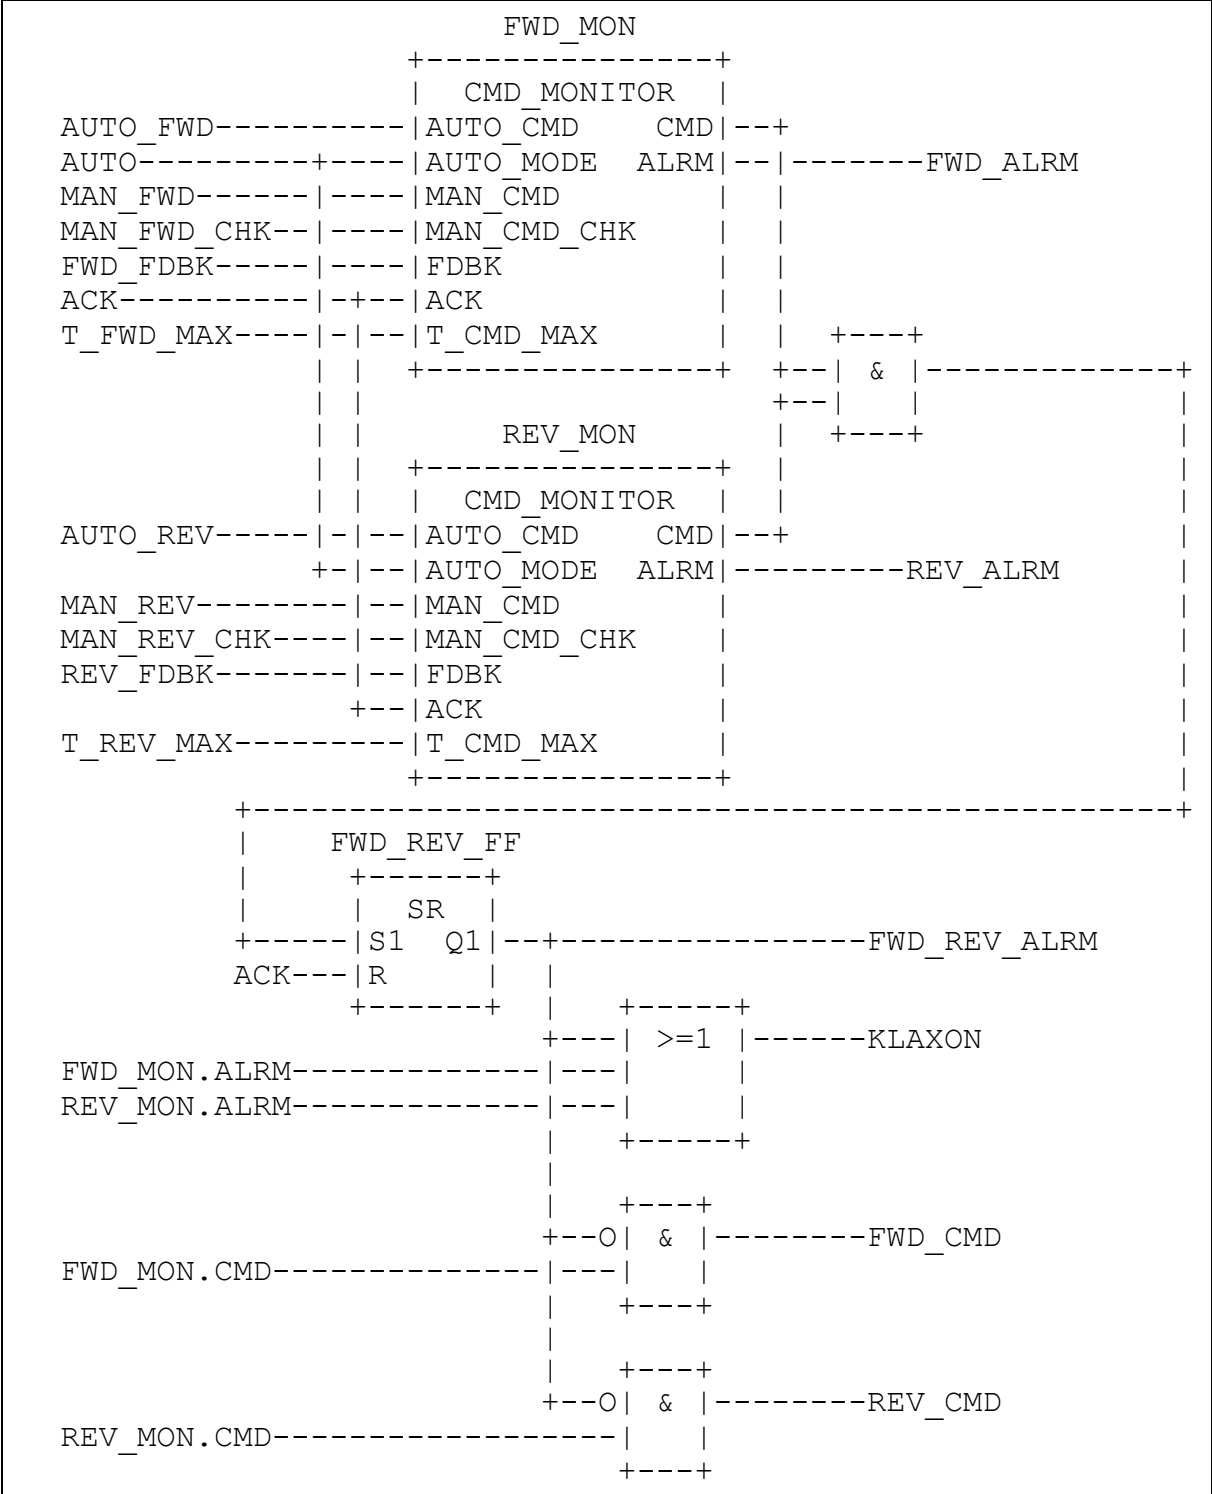 FWD_MON
+---------------+
|  CMD_MONITOR  |
AUTO_FWD----------|AUTO_CMD    CMD|--+
AUTO---------+----|AUTO_MODE  ALRM|--|-------FWD_ALRM
MAN_FWD------|----|MAN_CMD        |  |
MAN_FWD_CHK--|----|MAN_CMD_CHK    |  |
FWD_FDBK-----|----|FDBK           |  |
ACK----------|-+--|ACK            |  |
T_FWD_MAX----|-|--|T_CMD_MAX      |  |  +----+
| |  +---------------+  +--| & |-------------+
| |                     +--|    |             |
| |       REV_MON       |  +----+             |
| |  +---------------+  |                     |
| |  |  CMD_MONITOR  |  |                     |
AUTO_REV-----|-|--|AUTO_CMD    CMD|--+                     |
+-|--|AUTO_MODE  ALRM|---------REV_ALRM      |
MAN_REV--------|--|MAN_CMD        |                        |
MAN_REV_CHK----|--|MAN_CMD_CHK    |                        |
REV_FDBK-------|--|FDBK           |                        |
+--|ACK            |                        |
T_REV_MAX---------|T_CMD_MAX      |                        |
+---------------+                        |
+------------------------------------------------+
|    FWD_REV_FF
|     +------+
|     |  SR  |
+-----|S1  Q1|--+----------------FWD_REV_ALRM
ACK---|R     |  |
+------+  |   +-----+
+---| >=1 |------KLAXON
FWD_MON.ALRM-------------|---|     |
REV_MON.ALRM-------------|---|     |
|   +-----+
|
|   +----+
+--O| & |--------FWD_CMD
FWD_MON.CMD--------------|---|    |
|   +----+
|
|   +----+
+--O| & |--------REV_CMD
REV_MON.CMD------------------|    |
+----+